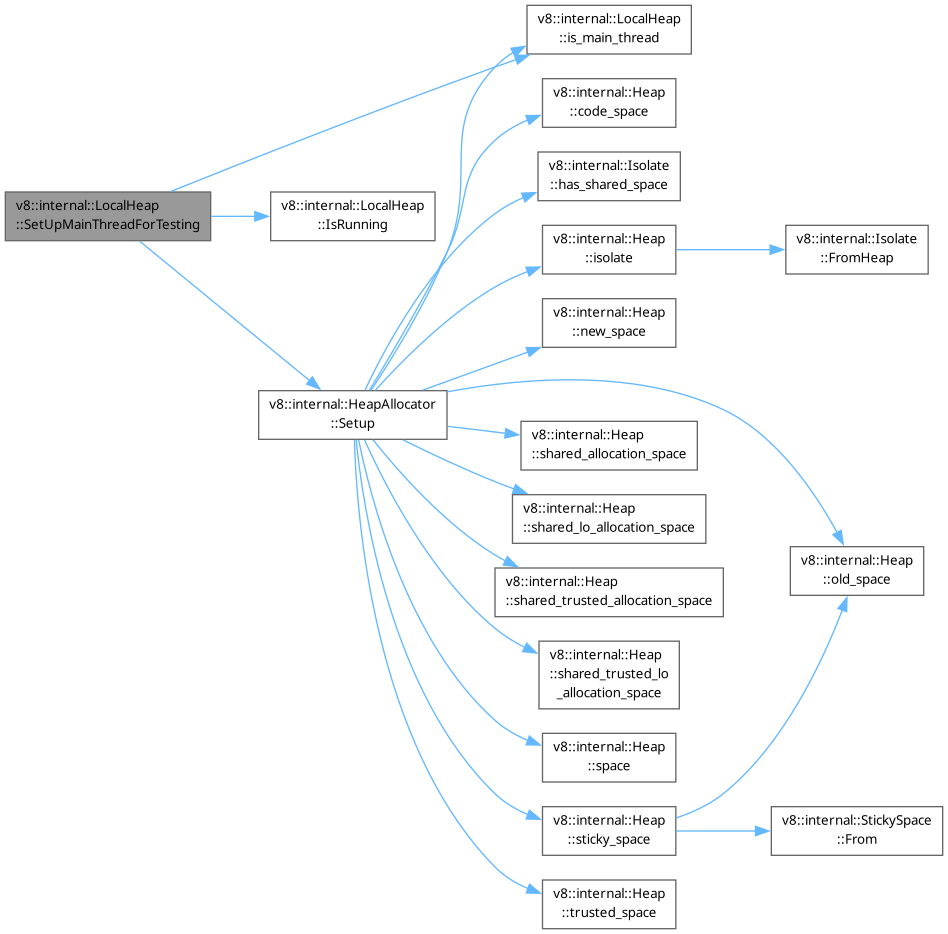 v8::internal::LocalHeap
::SetUpMainThreadForTesting
v8::internal::LocalHeap
::is_main_thread
v8::internal::LocalHeap
::IsRunning
v8::internal::HeapAllocator
::Setup
v8::internal::Heap
::code_space
v8::internal::Isolate
::has_shared_space
v8::internal::Heap
::isolate
v8::internal::Isolate
::FromHeap
v8::internal::Heap
::new_space
v8::internal::Heap
::shared_allocation_space
v8::internal::Heap
::shared_lo_allocation_space
v8::internal::Heap
::old_space
v8::internal::Heap
::shared_trusted_allocation_space
v8::internal::Heap
::shared_trusted_lo
_allocation_space
v8::internal::Heap
::space
v8::internal::Heap
::sticky_space
v8::internal::StickySpace
::From
v8::internal::Heap
::trusted_space